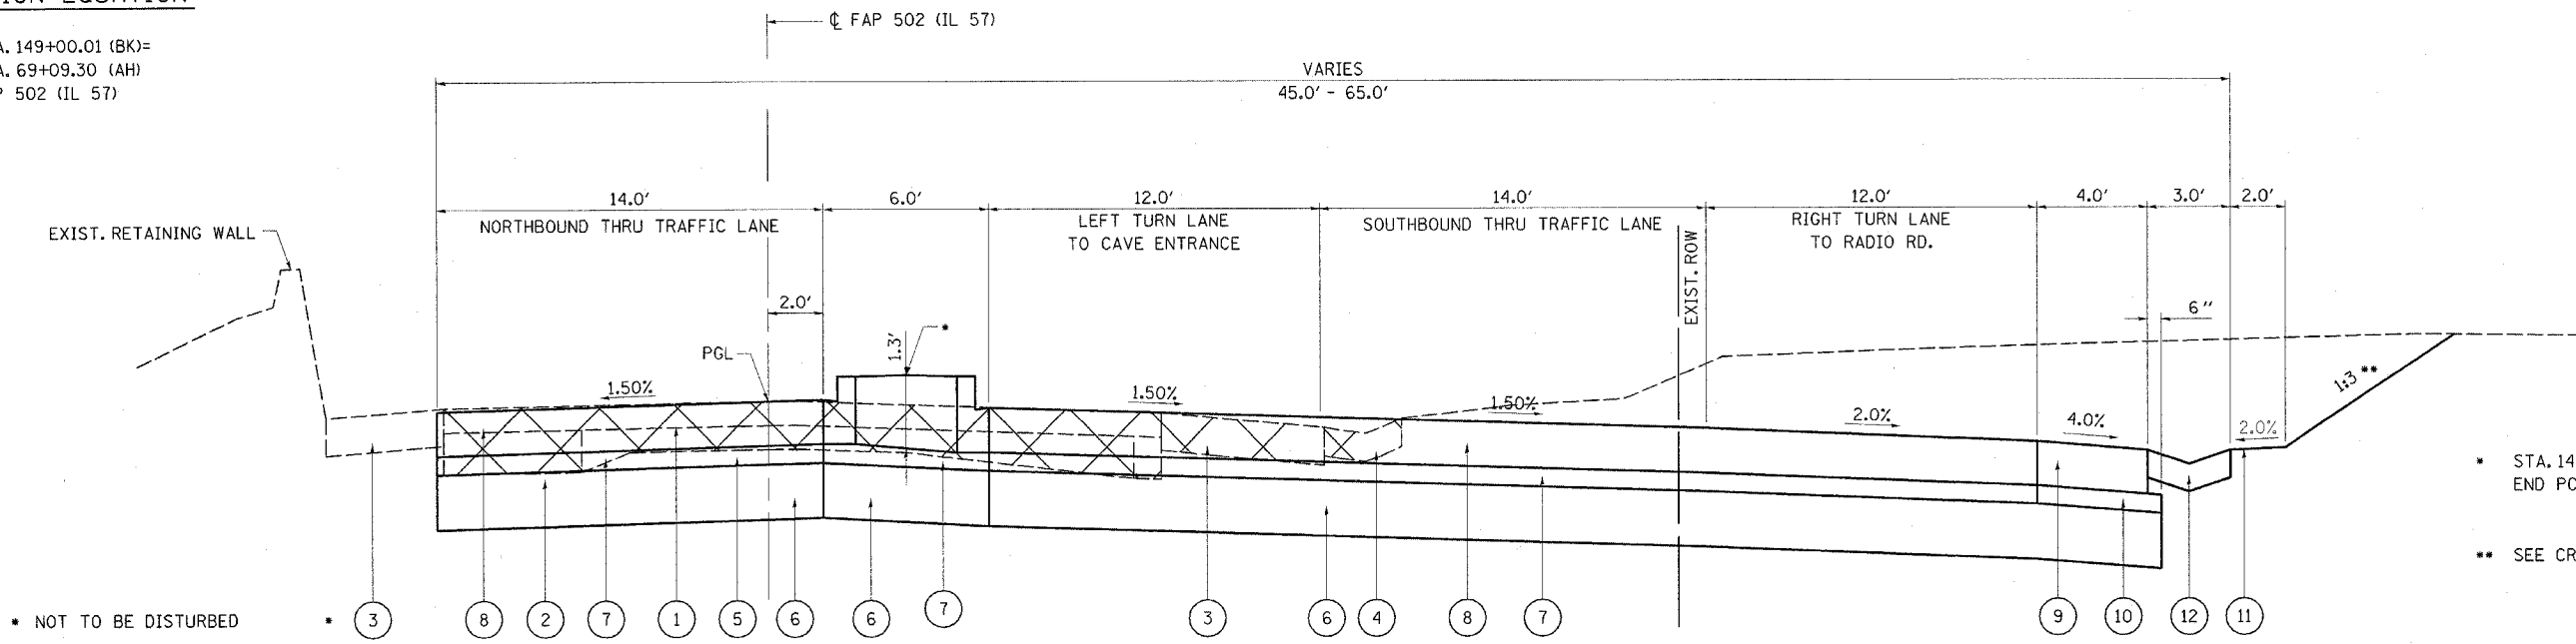 ℄ FAP 502 (IL 57)
149+00.01 (BK)=
69+09.30 (AH)
502 (IL 57)
VARIES
45.0' - 65.0'
14.0'
6.0'
12.0'
14.0'
12.0'
4.0'
3.0'
2.0'
EXIST. RETAINING WALL
NORTHBOUND THRU TRAFFIC LANE
LEFT TURN LANE
TO CAVE ENTRANCE
SOUTHBOUND THRU TRAFFIC LANE
RIGHT TURN LANE
TO RADIO RD.
EXIST. ROW
2.0'
6"
*
1.3'
PGL
1.50%
1.50%
1.50%
2.0%
4.0%
2.0%
1:3 **
* STA. 14
END PC
** SEE CR
* NOT TO BE DISTURBED
* 3 8 2 7 1 5 6 6 7 3 6 4 8 7 9 10 12 11